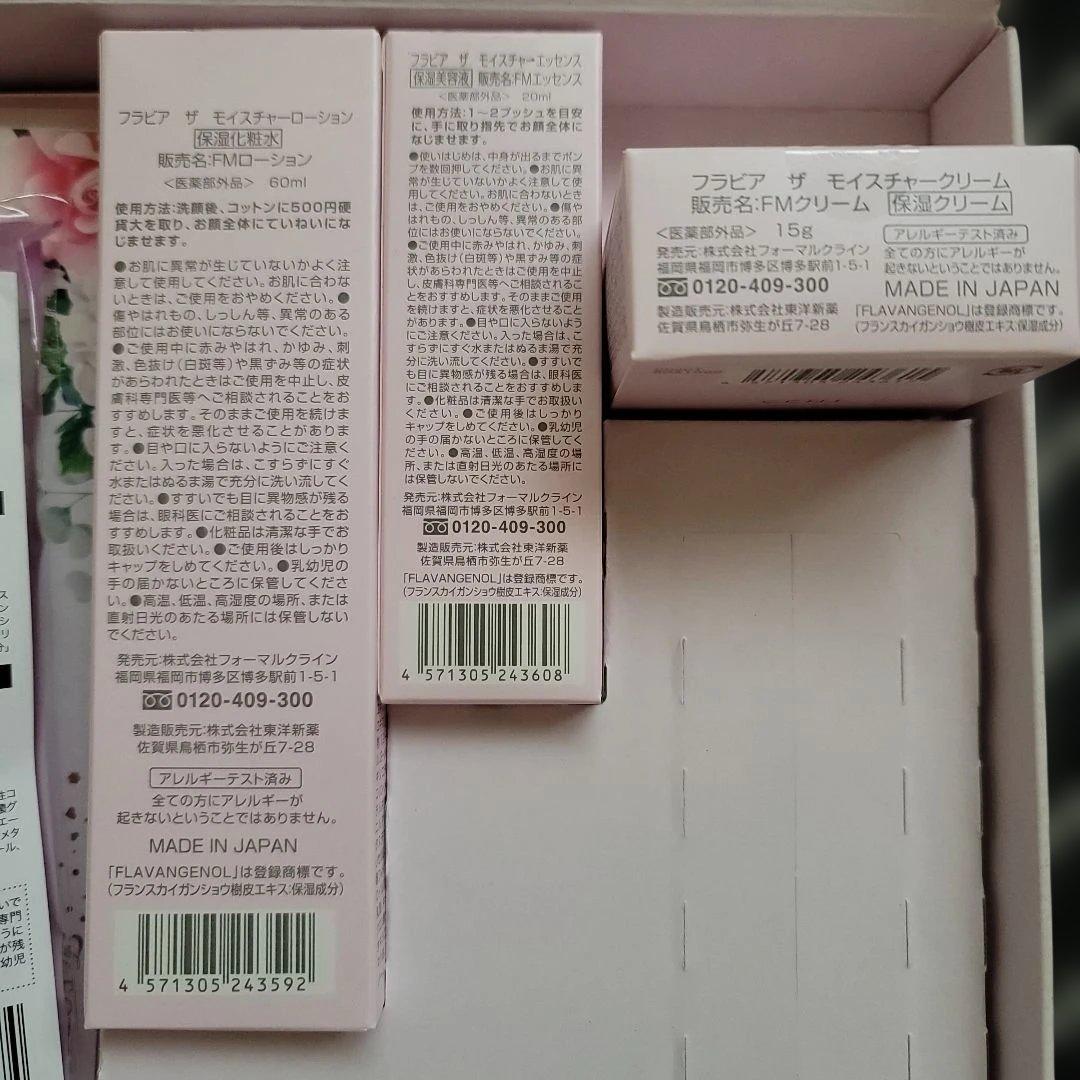 フラビア ザ モイスチャーローション
保湿化粧水
販売名:FMローション
<医薬部外品> 60ml
使用方法:洗顔後、コットンに500円硬
貨大を取り、お顔全体にていねいにな
じませます。
●お肌に異常が生じていないかよく注
意して使用してください。お肌に合わな
いときは、ご使用をおやめください。●
傷やはれもの、しっしん等、異常のある
部位にはお使いにならないでください。
●ご使用中に赤みやはれ、かゆみ、刺
激、色抜け(白斑等)や黒ずみ等の症状
があらわれたときはご使用を中止し、皮
膚科専門医等へご相談されることをお
すすめします。そのままご使用を続けま
すと、症状を悪化させることがありま
す。●目や口に入らないようにご注意く
ださい。入った場合は、こすらずにすぐ
水またはぬるま湯で充分に洗い流してく
ださい。●すすいでも目に異物感が残る
場合は、眼科医にご相談されることをお
すすめします。●化粧品は清潔な手でお
取扱いください。●ご使用後はしっかり
キャップをしめてください。●乳幼児の
手の届かないところに保管してくださ
い。●高温、低温、高湿度の場所、または
直射日光のあたる場所には保管しない
でください。
発売元:株式会社フォーマルクライン
福岡県福岡市博多区博多駅前1-5-1
0120-409-300
製造販売元:株式会社東洋新薬
佐賀県鳥栖市弥生が丘7-28
アレルギーテスト済み
全ての方にアレルギーが
起きないということではありません。
MADE IN JAPAN
「FLAVANGENOL」は登録商標です。
(フランスカイガンショウ樹皮エキス:保湿成分)
4 571305 243592
フラビア ザ モイスチャーエッセンス
保湿美容液 販売名:FMエッセンス
<医薬部外品> 20ml
使用方法:1〜2プッシュを目安
に、手に取り指先でお顔全体に
なじませます。
●使いはじめは、中身が出るまでポン
プを数回押してください。●お肌に異
常が生じていないかよく注意して使用
してください。お肌に合わないとき
は、ご使用をおやめください。●傷や
はれもの、しっしん等、異常のある部
位にはお使いにならないでください。
●ご使用中に赤みやはれ、かゆみ、刺
激、色抜け(白斑等)や黒ずみ等の症
状があらわれたときはご使用を中止
し、皮膚科専門医等へご相談されるこ
とをおすすめします。そのままご使用
を続けますと、症状を悪化させること
があります。●目や口に入らないよう
にご注意ください。入った場合は、こ
すらずにすぐ水またはぬるま湯で充
分に洗い流してください。●すすいで
も目に異物感が残る場合は、眼科医
にご相談されることをおすすめしま
す。●化粧品は清潔な手でお取扱い
ください。●ご使用後はしっかり
キャップをしめてください。●乳幼児
の手の届かないところに保管してく
ださい。●高温、低温、高湿度の場
所、または直射日光のあたる場所に
は保管しないでください。
発売元:株式会社フォーマルクライン
福岡県福岡市博多区博多駅前1-5-1
0120-409-300
製造販売元:株式会社東洋新薬
佐賀県鳥栖市弥生が丘7-28
「FLAVANGENOL」は登録商標です。
(フランスカイガンショウ樹皮エキス:保湿成分)
4 571305 243608
フラビア ザ モイスチャークリーム
販売名:FMクリーム 保湿クリーム
<医薬部外品> 15g
発売元:株式会社フォーマルクライン
福岡県福岡市博多区博多駅前1-5-1
0120-409-300
製造販売元:株式会社東洋新薬
佐賀県鳥栖市弥生が丘7-28
アレルギーテスト済み
全ての方にアレルギーが
起きないということではありません。
MADE IN JAPAN
「FLAVANGENOL」は登録商標です。
(フランスカイガンショウ樹皮エキス:保湿成分)